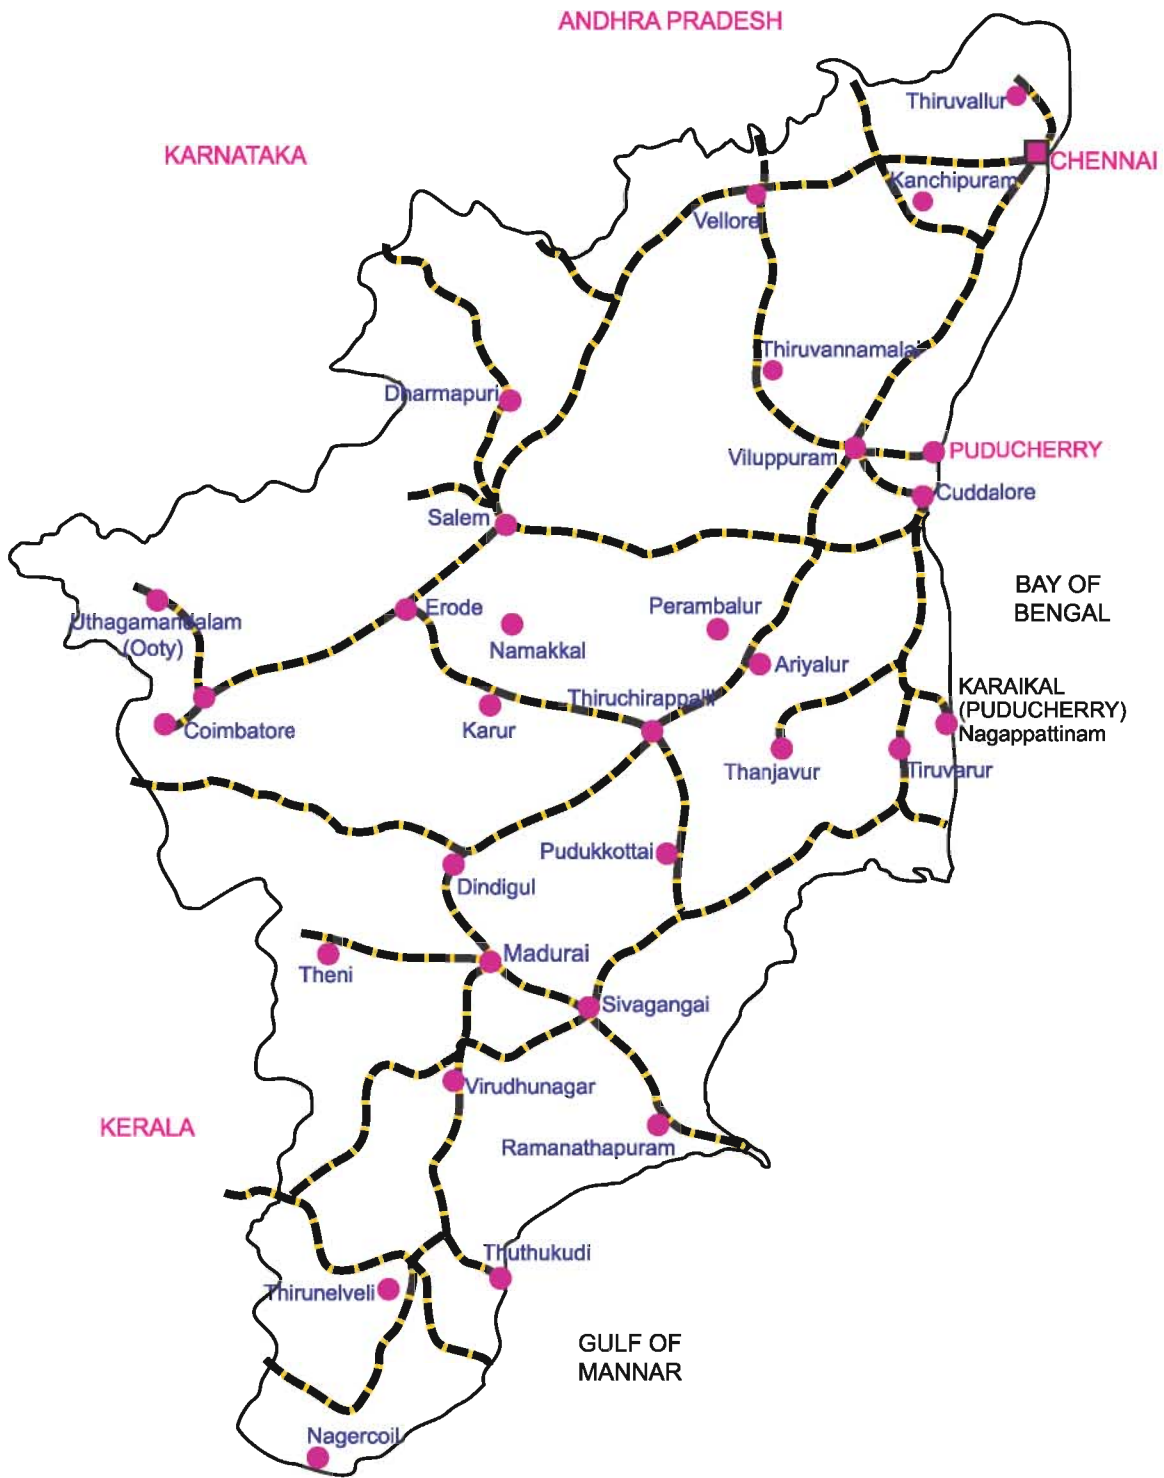 ANDHRA PRADESH
Thiruvallur
KARNATAKA
CHENNAI
Kanchipuram
Vellore
Thiruvannamalai
Dharmapuri
Viluppuram
PUDUCHERRY
Cuddalore
Salem
BAY OF
BENGAL
Erode
Perambalur
Uthagamandalam
(Ooty)
Namakkal
Ariyalur
Thiruchirappalli
KARAIKAL
(PUDUCHERRY)
Nagappattinam
Coimbatore
Karur
Thanjavur
Tiruvarur
Pudukkottai
Dindigul
Madurai
Theni
Sivagangai
Virudhunagar
KERALA
Ramanathapuram
Thuthukudi
Thirunelveli
GULF OF
MANNAR
Nagercoil